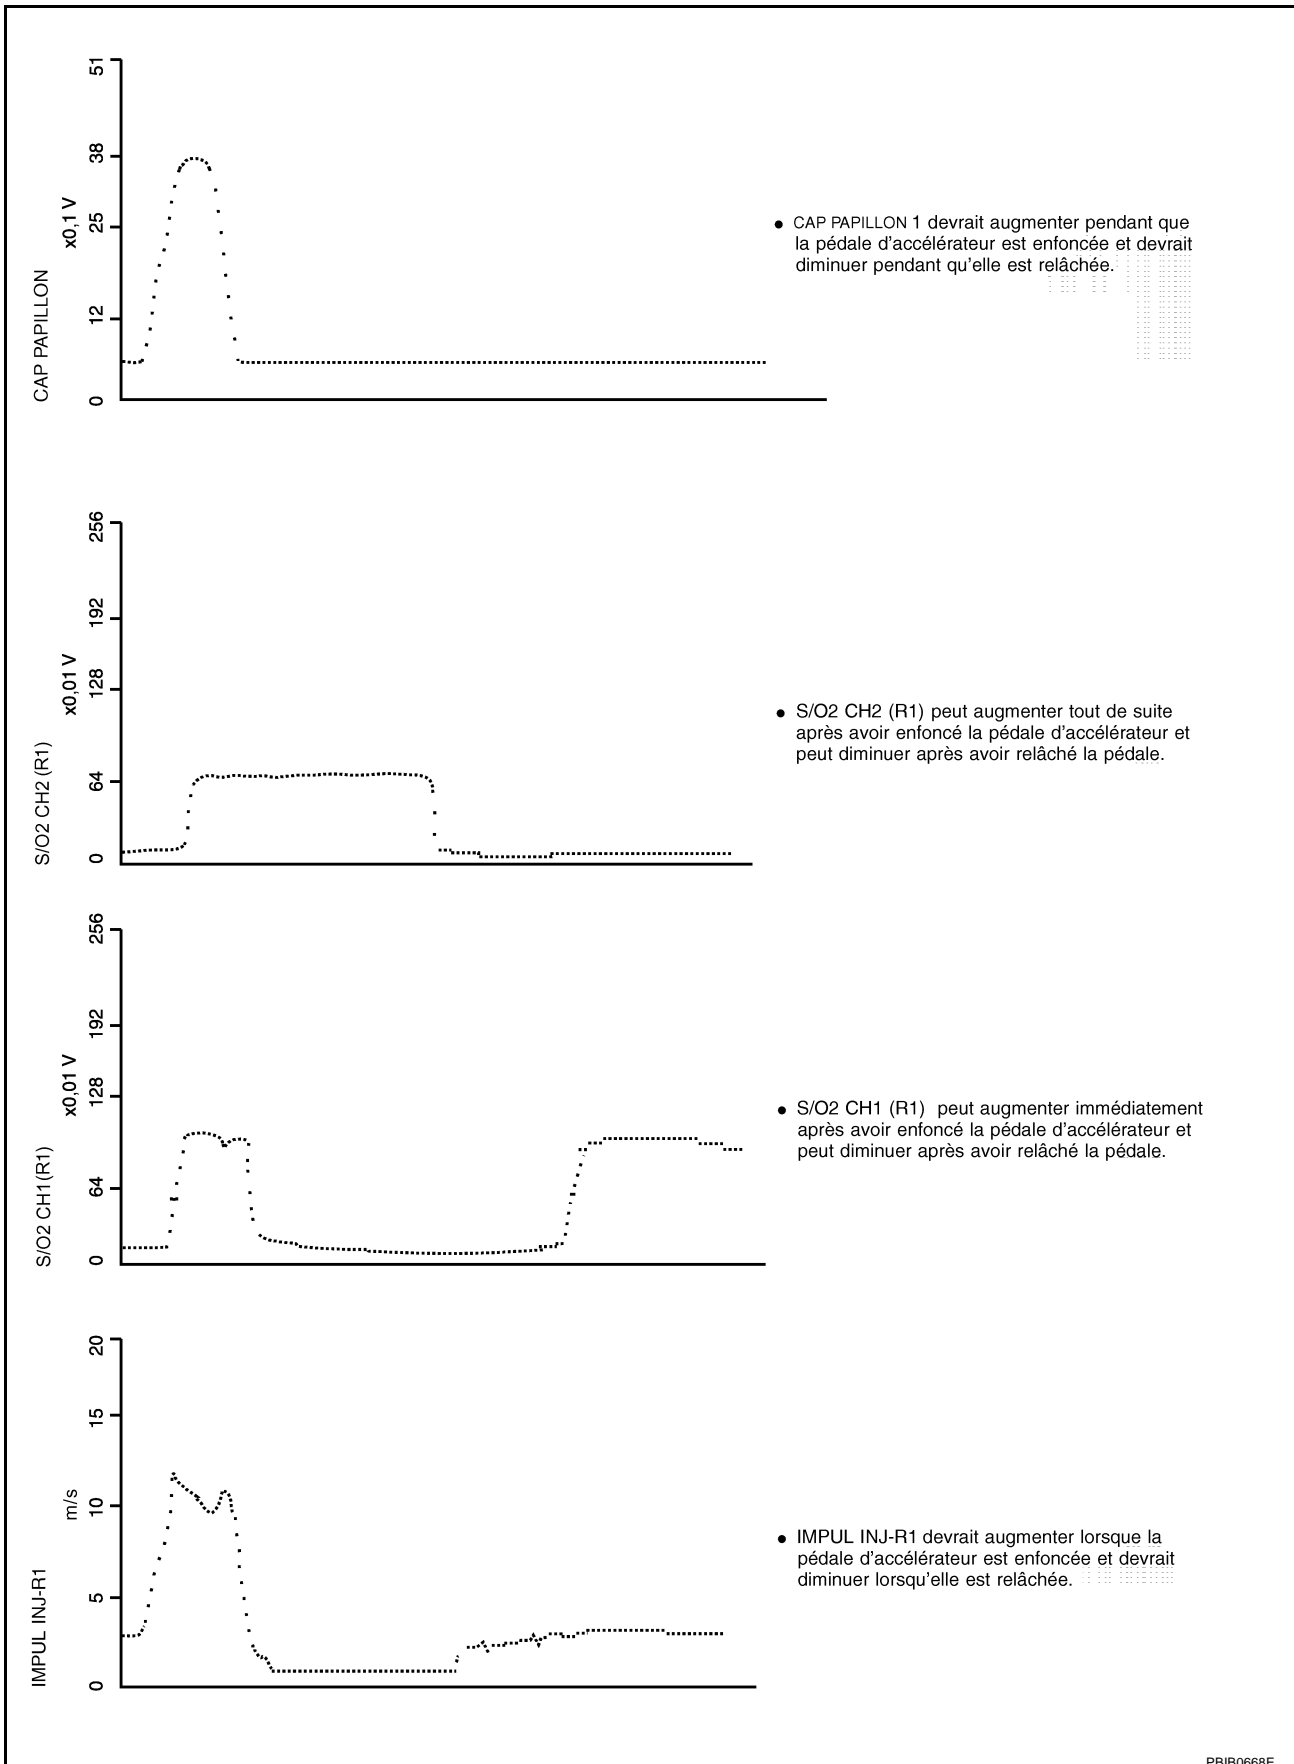 51
38
25
12
0
x0,1 V
CAP PAPILLON
● CAP PAPILLON 1 devrait augmenter pendant que
la pédale d'accélérateur est enfoncée et devrait
diminuer pendant qu'elle est relâchée.
256
192
128
64
0
x0,01 V
S/O2 CH2 (R1)
● S/O2 CH2 (R1) peut augmenter tout de suite
après avoir enfoncé la pédale d'accélérateur et
peut diminuer après avoir relâché la pédale.
256
192
128
64
0
x0,01 V
S/O2 CH1(R1)
● S/O2 CH1 (R1) peut augmenter immédiatement
après avoir enfoncé la pédale d'accélérateur et
peut diminuer après avoir relâché la pédale.
20
15
10
5
0
m/s
IMPUL INJ-R1
● IMPUL INJ-R1 devrait augmenter lorsque la
pédale d'accélérateur est enfoncée et devrait
diminuer lorsqu'elle est relâchée.
PBIB0668E